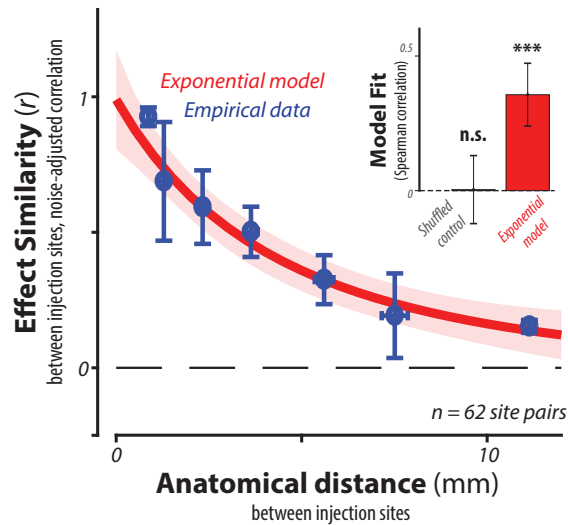 Effect Similarity (r)
between injection sites, noise-adjusted correlation
1
0
Exponential model
Empirical data
Model Fit
(Spearman correlation)
0.5
0
n.s.
***
Shuffled
control
Exponential
model
n = 62 site pairs
0
10
Anatomical distance (mm)
between injection sites